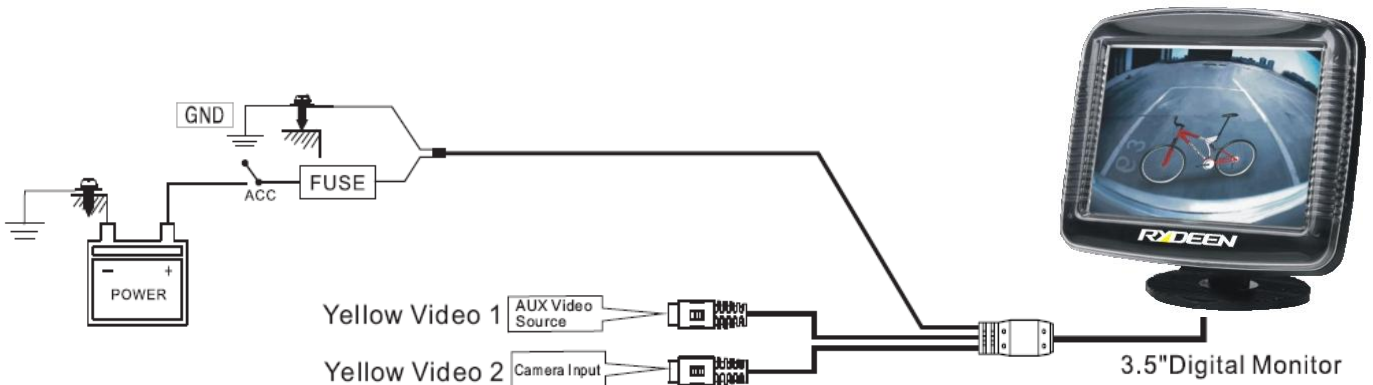 GND
ACC
FUSE
- +
POWER
RYDEEN
Yellow Video 1
AUX Video
Source
Yellow Video 2
Camera Input
3.5"Digital Monitor